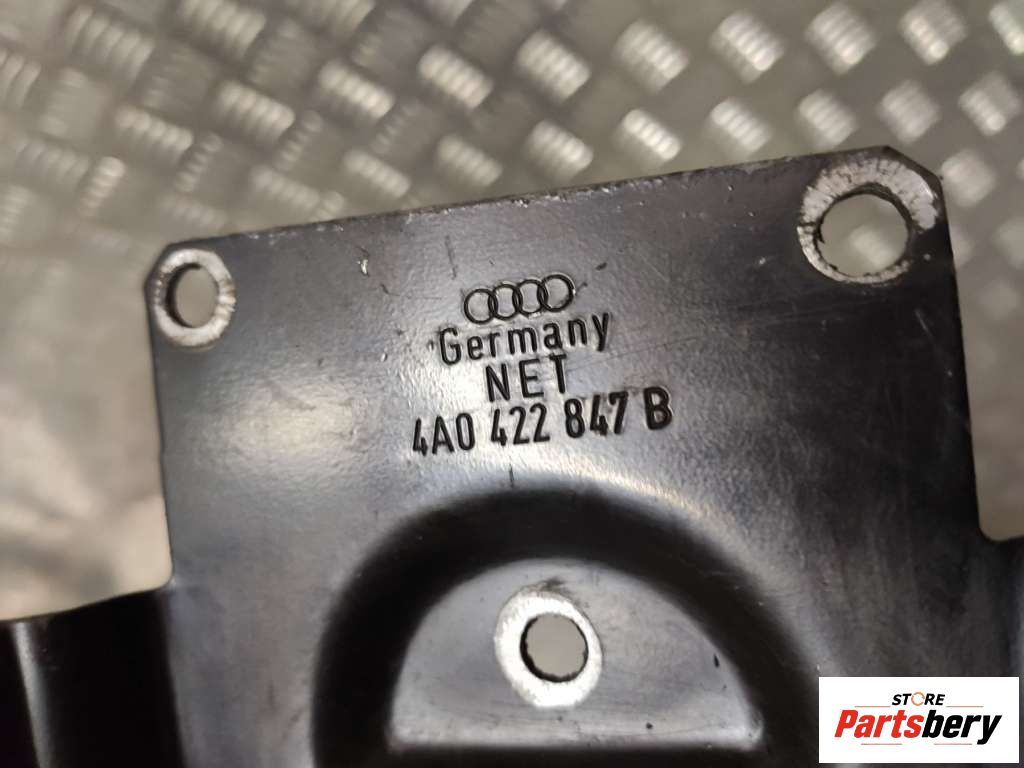 Germany
NET
4A0 422 847 B
STORE
Partsbery